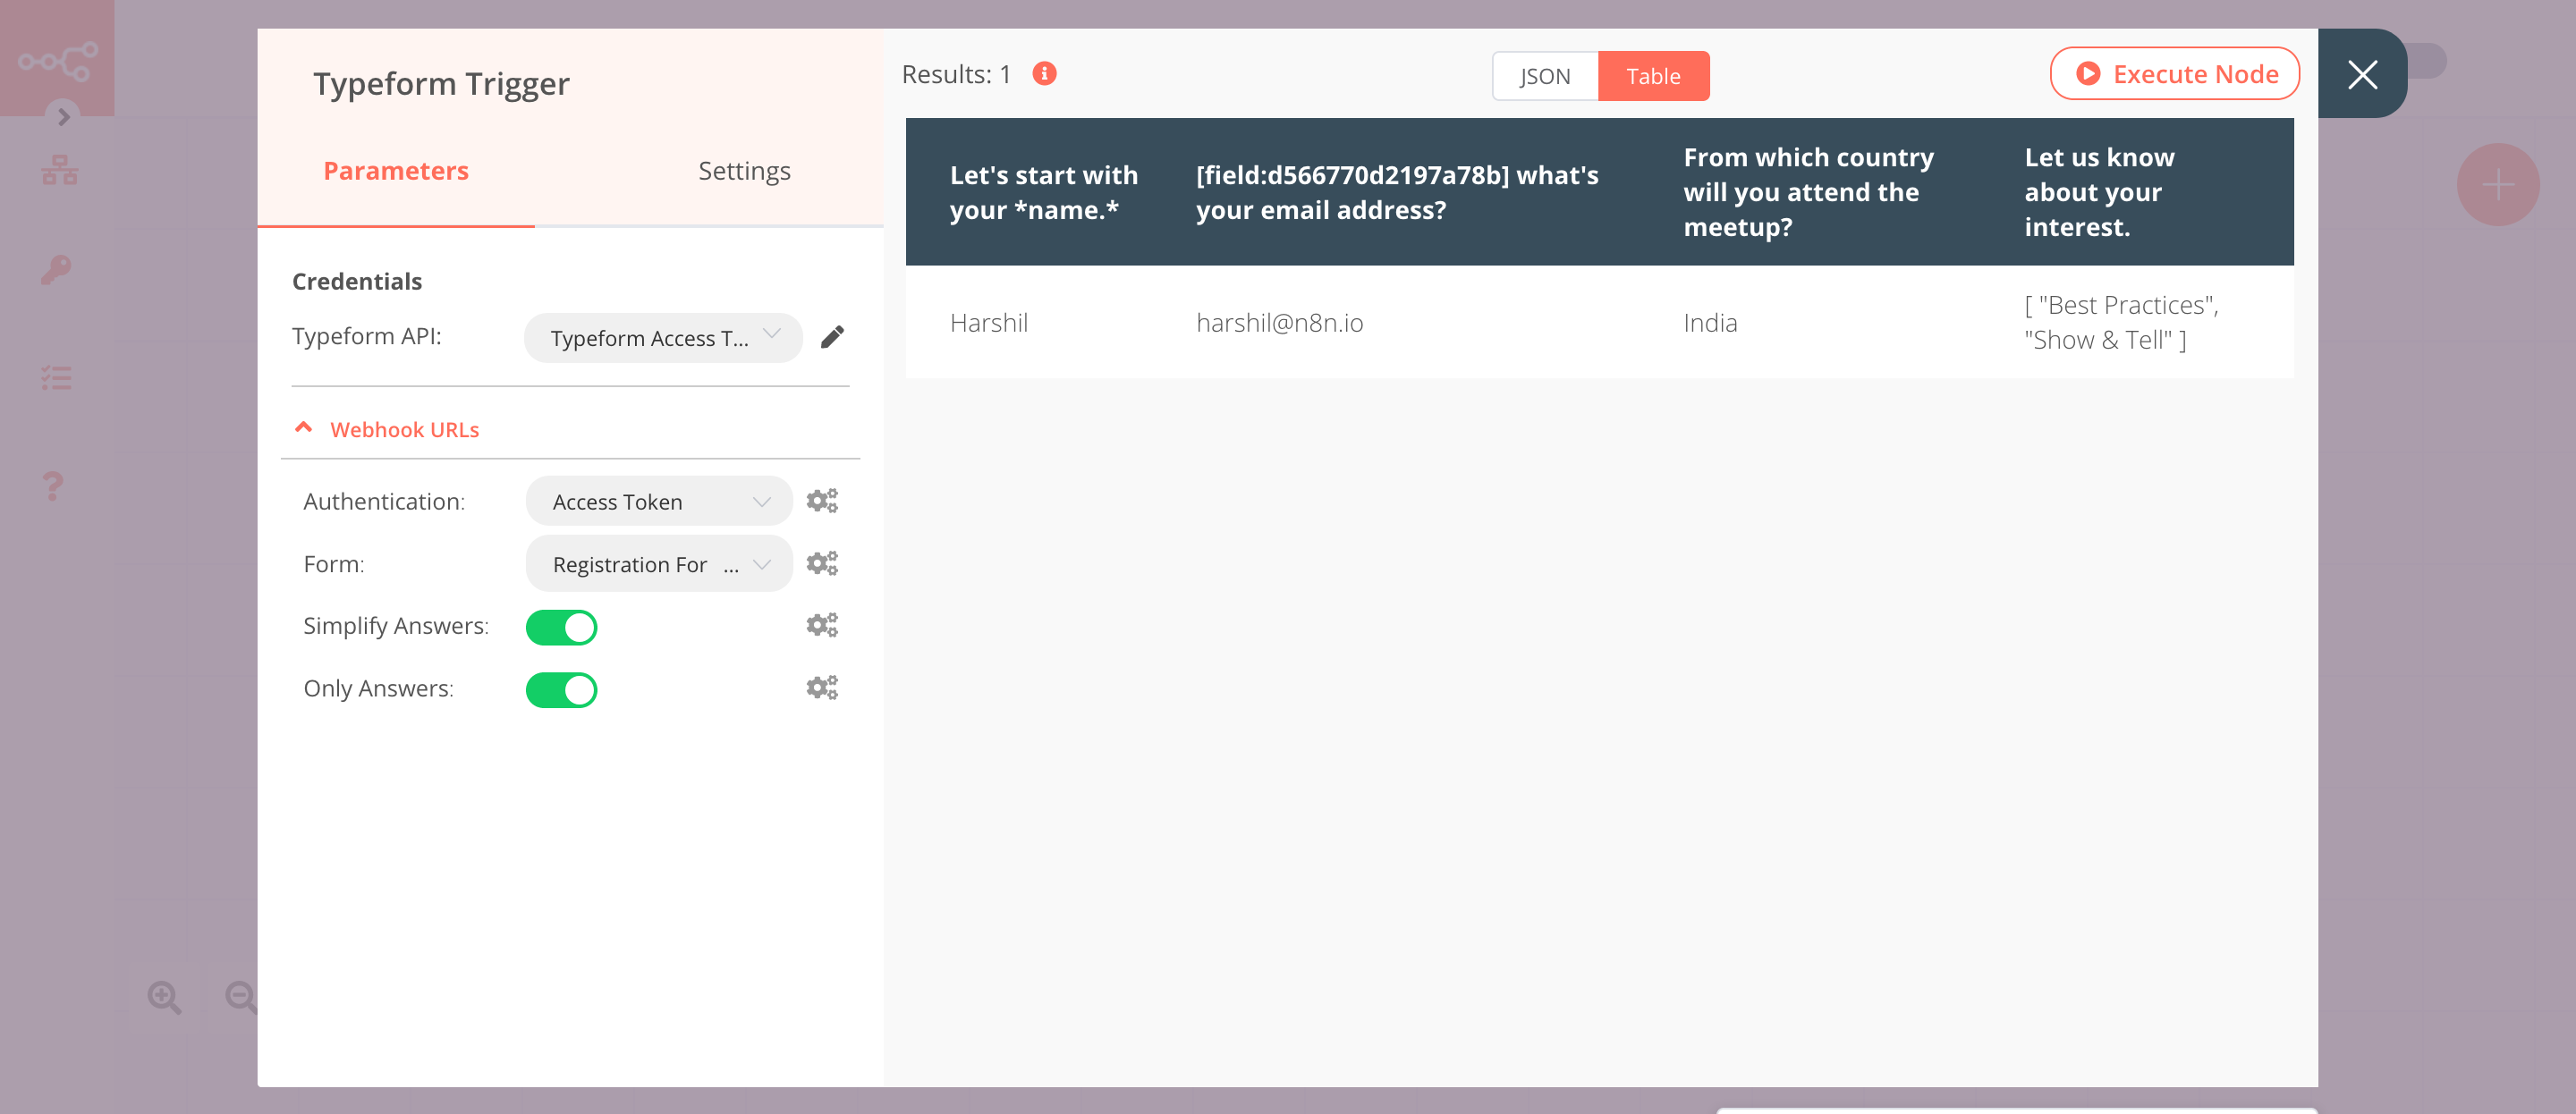 Typeform Trigger
Parameters
Settings
Credentials
Typeform API:
Typeform Access T...
Webhook URLs
Authentication:
Access Token
Form:
Registration For ...
Simplify Answers:
Only Answers:
Results: 1
JSON
Table
Execute Node
Let's start with
your *name.*
[field:d566770d2197a78b] what's
your email address?
From which country
will you attend the
meetup?
Let us know
about your
interest.
Harshil
harshil@n8n.io
India
[ "Best Practices",
"Show & Tell" ]